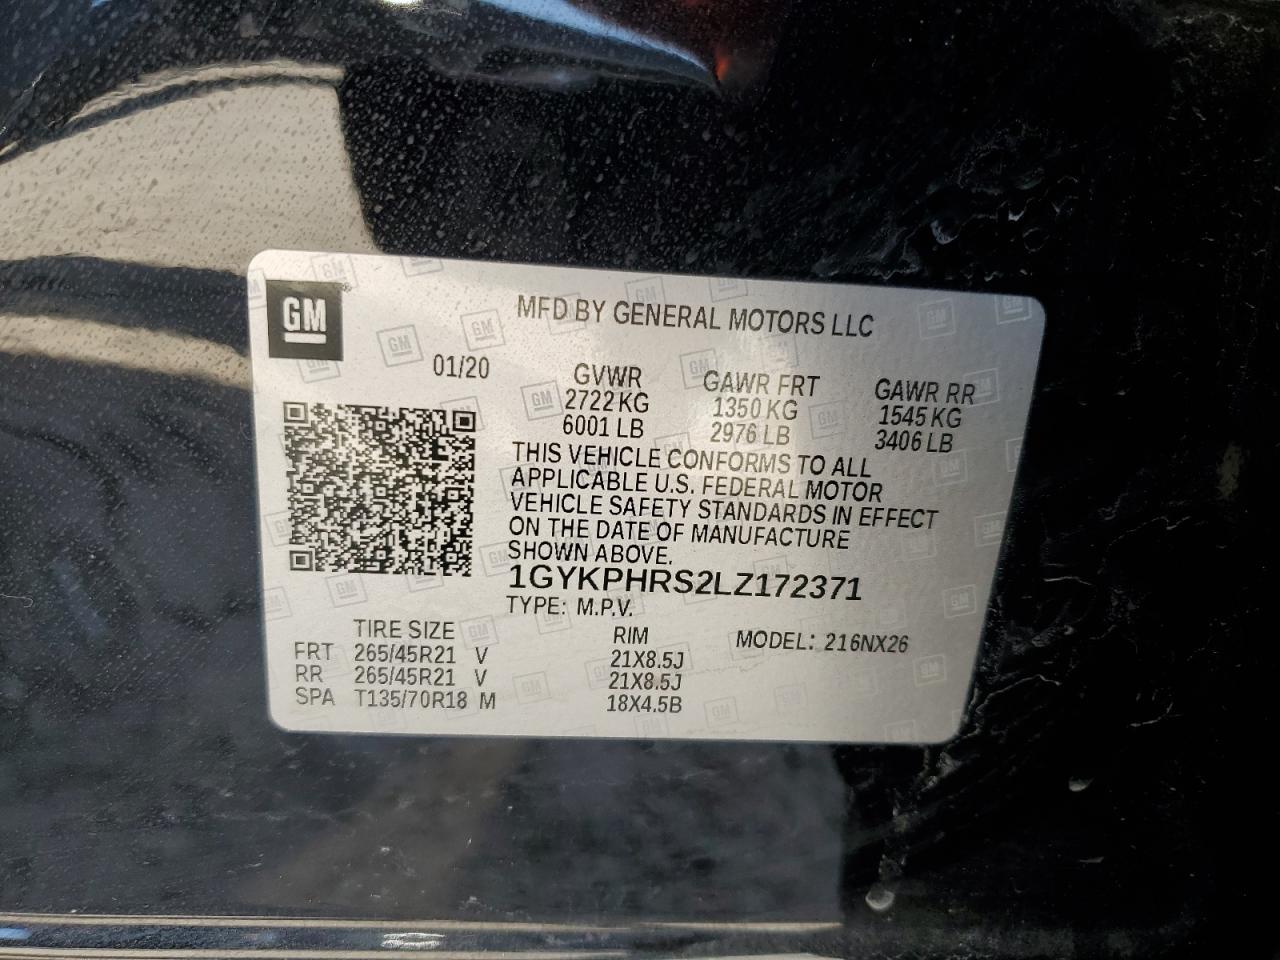 GM
MFD BY GENERAL MOTORS LLC
01/20
GVWR GAWR FRT GAWR RR
2722 KG 1350 KG 1545 KG
6001 LB 2976 LB 3406 LB
THIS VEHICLE CONFORMS TO ALL
APPLICABLE U.S. FEDERAL MOTOR
VEHICLE SAFETY STANDARDS IN EFFECT
ON THE DATE OF MANUFACTURE
SHOWN ABOVE.
1GYKPHRS2LZ172371
TYPE: M.P.V.
TIRE SIZE RIM MODEL: 216NX26
FRT 265/45R21 V 21X8.5J
RR 265/45R21 V 21X8.5J
SPA T135/70R18 M 18X4.5B